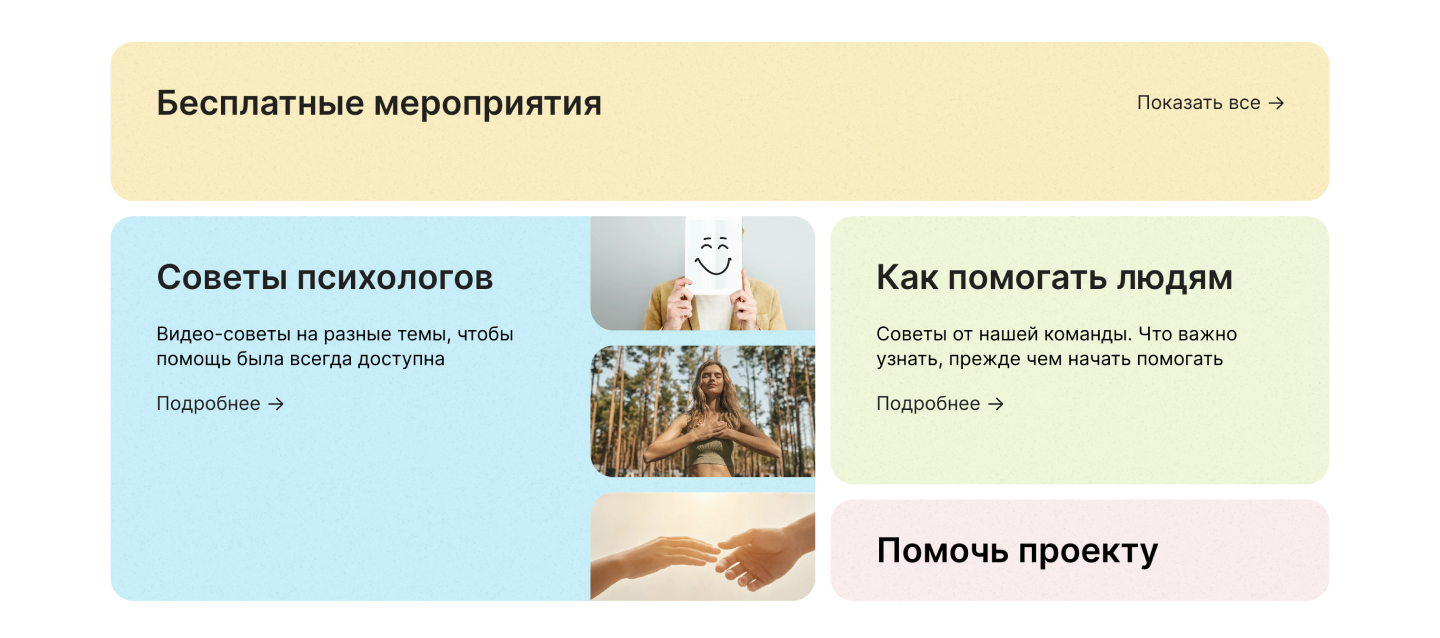 Бесплатные мероприятия
Показать все →
Советы психологов
Видео-советы на разные темы, чтобы
помощь была всегда доступна
Подробнее →
Как помогать людям
Советы от нашей команды. Что важно
узнать, прежде чем начать помогать
Подробнее →
Помочь проекту